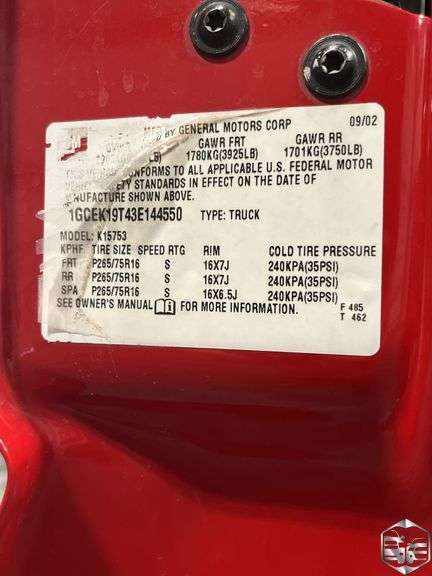 BY GENERAL MOTORS CORP 09/02
GAWR FRT GAWR RR
1780KG(3925LB) 1701KG(3750LB)
CONFORMS TO ALL APPLICABLE U.S. FEDERAL MOTOR
STANDARDS IN EFFECT ON THE DATE OF
SHOWN ABOVE.
1GCEK19T43E144550 TYPE: TRUCK
MODEL: K15753
TIRE SIZE SPEED RTG RIM COLD TIRE PRESSURE
FRT P265/75R16 S 16X7J 240KPA(35PSI)
RR P265/75R16 S 16X7J 240KPA(35PSI)
SPA P265/75R16 S 16X6.5J 240KPA(35PSI)
SEE OWNER'S MANUAL FOR MORE INFORMATION.
F 485
T 462